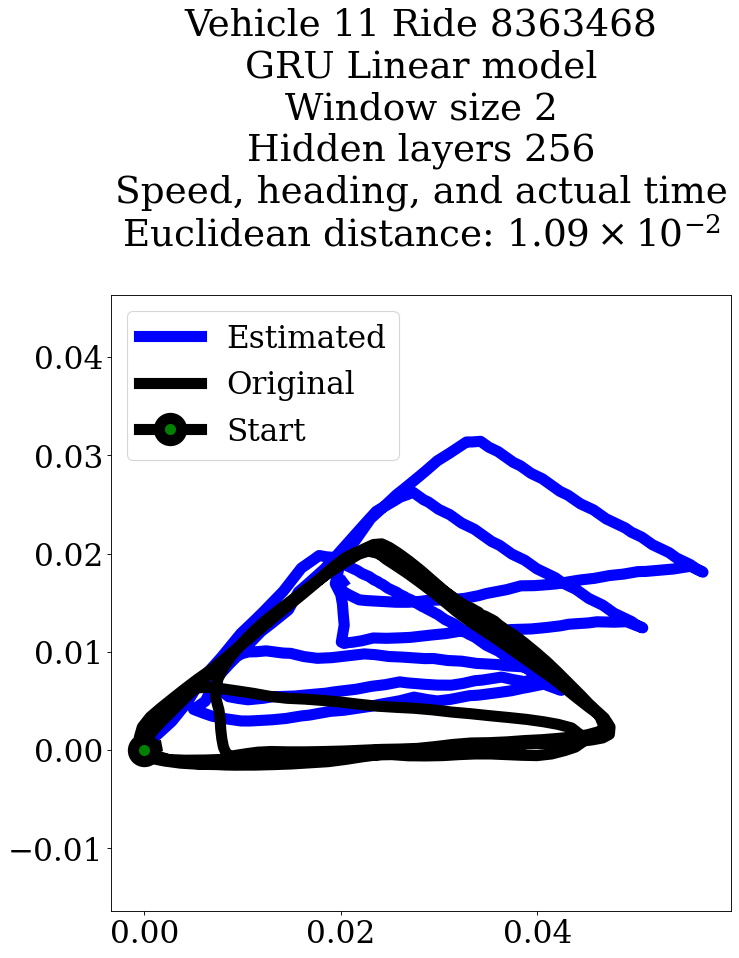 Vehicle 11 Ride 8363468
GRU Linear model
Window size 2
Hidden layers 256
Speed, heading, and actual time
Euclidean distance: 1.09 × 10⁻²
Estimated
Original
Start
0.04
0.03
0.02
0.01
0.00
−0.01
0.00 0.02 0.04